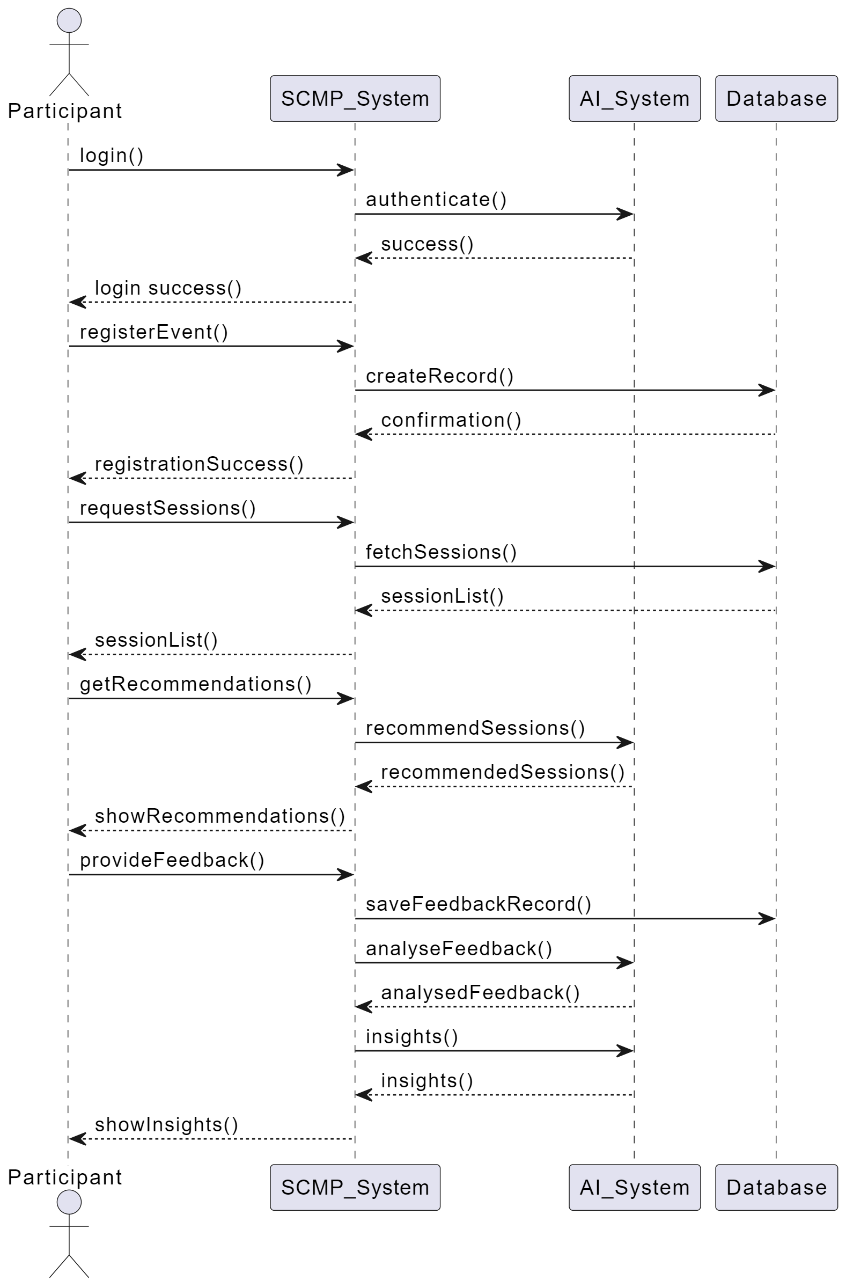 Participant
SCMP_System
AI_System
Database
login()
authenticate()
success()
login success()
registerEvent()
createRecord()
confirmation()
registrationSuccess()
requestSessions()
fetchSessions()
sessionList()
sessionList()
getRecommendations()
recommendSessions()
recommendedSessions()
showRecommendations()
provideFeedback()
saveFeedbackRecord()
analyseFeedback()
analysedFeedback()
insights()
insights()
showInsights()
Participant
SCMP_System
AI_System
Database